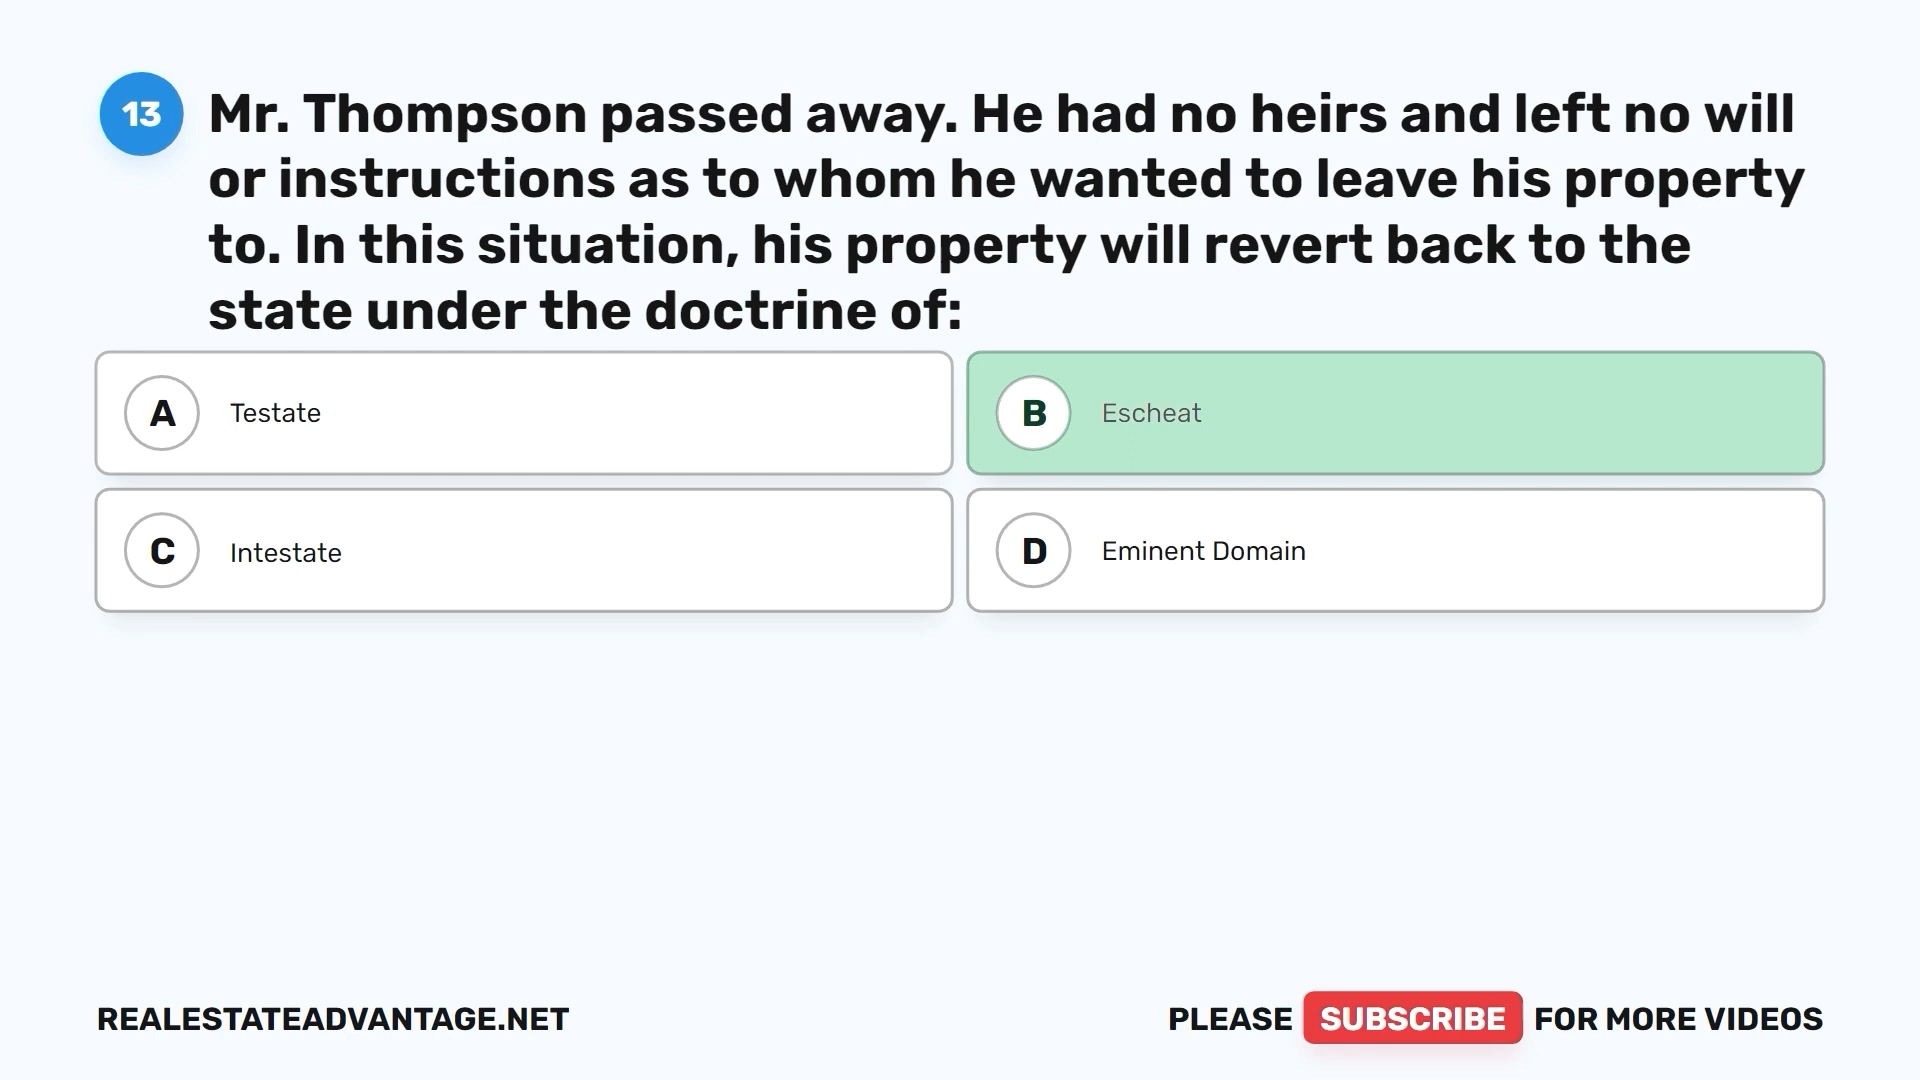 13
Mr. Thompson passed away. He had no heirs and left no will
or instructions as to whom he wanted to leave his property
to. In this situation, his property will revert back to the
state under the doctrine of:
A Testate
B Escheat
C Intestate
D Eminent Domain
REALESTATEADVANTAGE.NET
PLEASE SUBSCRIBE FOR MORE VIDEOS